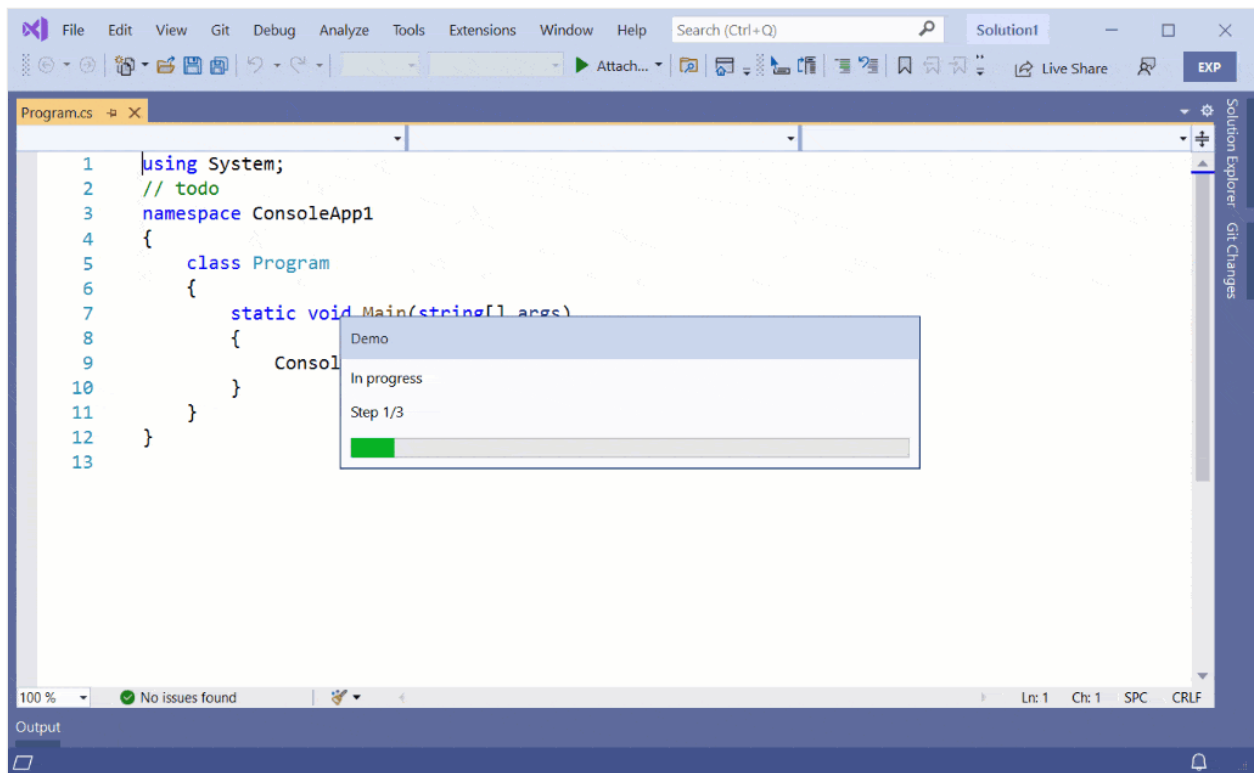 File Edit View Git Debug Analyze Tools Extensions Window Help Search (Ctrl+Q) Solution1
Attach... Live Share EXP
Program.cs
1 using System;
2 // todo
3 namespace ConsoleApp1
4 {
5 class Program
6 {
7 static void Main(string[] args)
8 {
9 Consol
10 }
11 }
12 }
13
Demo
In progress
Step 1/3
Solution Explorer
Git Changes
100 % No issues found Ln: 1 Ch: 1 SPC CRLF
Output